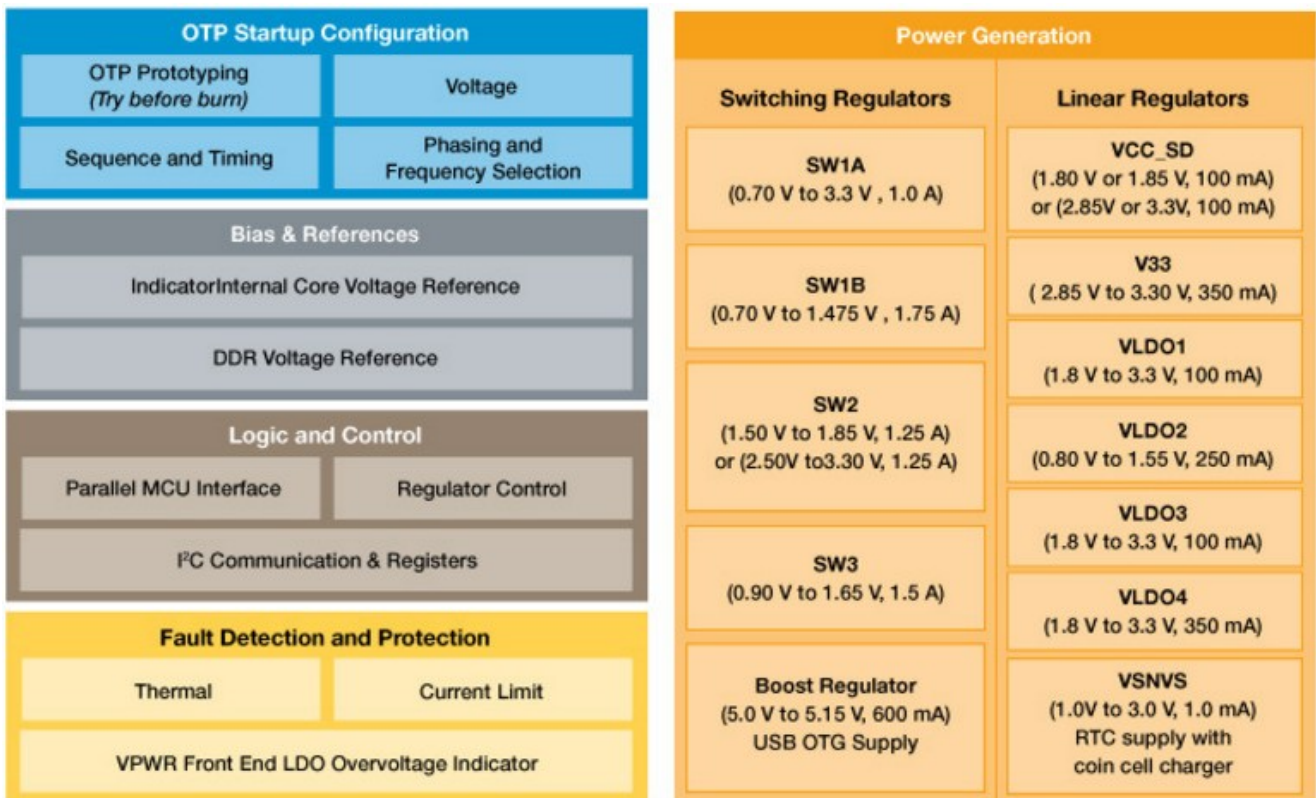 OTP Startup Configuration
OTP Prototyping
(Try before burn)
Voltage
Sequence and Timing
Phasing and
Frequency Selection
Bias & References
IndicatorInternal Core Voltage Reference
DDR Voltage Reference
Logic and Control
Parallel MCU Interface
Regulator Control
I²C Communication & Registers
Fault Detection and Protection
Thermal
Current Limit
VPWR Front End LDO Overvoltage Indicator
Power Generation
Switching Regulators
SW1A
(0.70 V to 3.3 V , 1.0 A)
SW1B
(0.70 V to 1.475 V , 1.75 A)
SW2
(1.50 V to 1.85 V, 1.25 A)
or (2.50V to3.30 V, 1.25 A)
SW3
(0.90 V to 1.65 V, 1.5 A)
Boost Regulator
(5.0 V to 5.15 V, 600 mA)
USB OTG Supply
Linear Regulators
VCC_SD
(1.80 V or 1.85 V, 100 mA)
or (2.85V or 3.3V, 100 mA)
V33
( 2.85 V to 3.30 V, 350 mA)
VLDO1
(1.8 V to 3.3 V, 100 mA)
VLDO2
(0.80 V to 1.55 V, 250 mA)
VLDO3
(1.8 V to 3.3 V, 100 mA)
VLDO4
(1.8 V to 3.3 V, 350 mA)
VSNVS
(1.0V to 3.0 V, 1.0 mA)
RTC supply with
coin cell charger